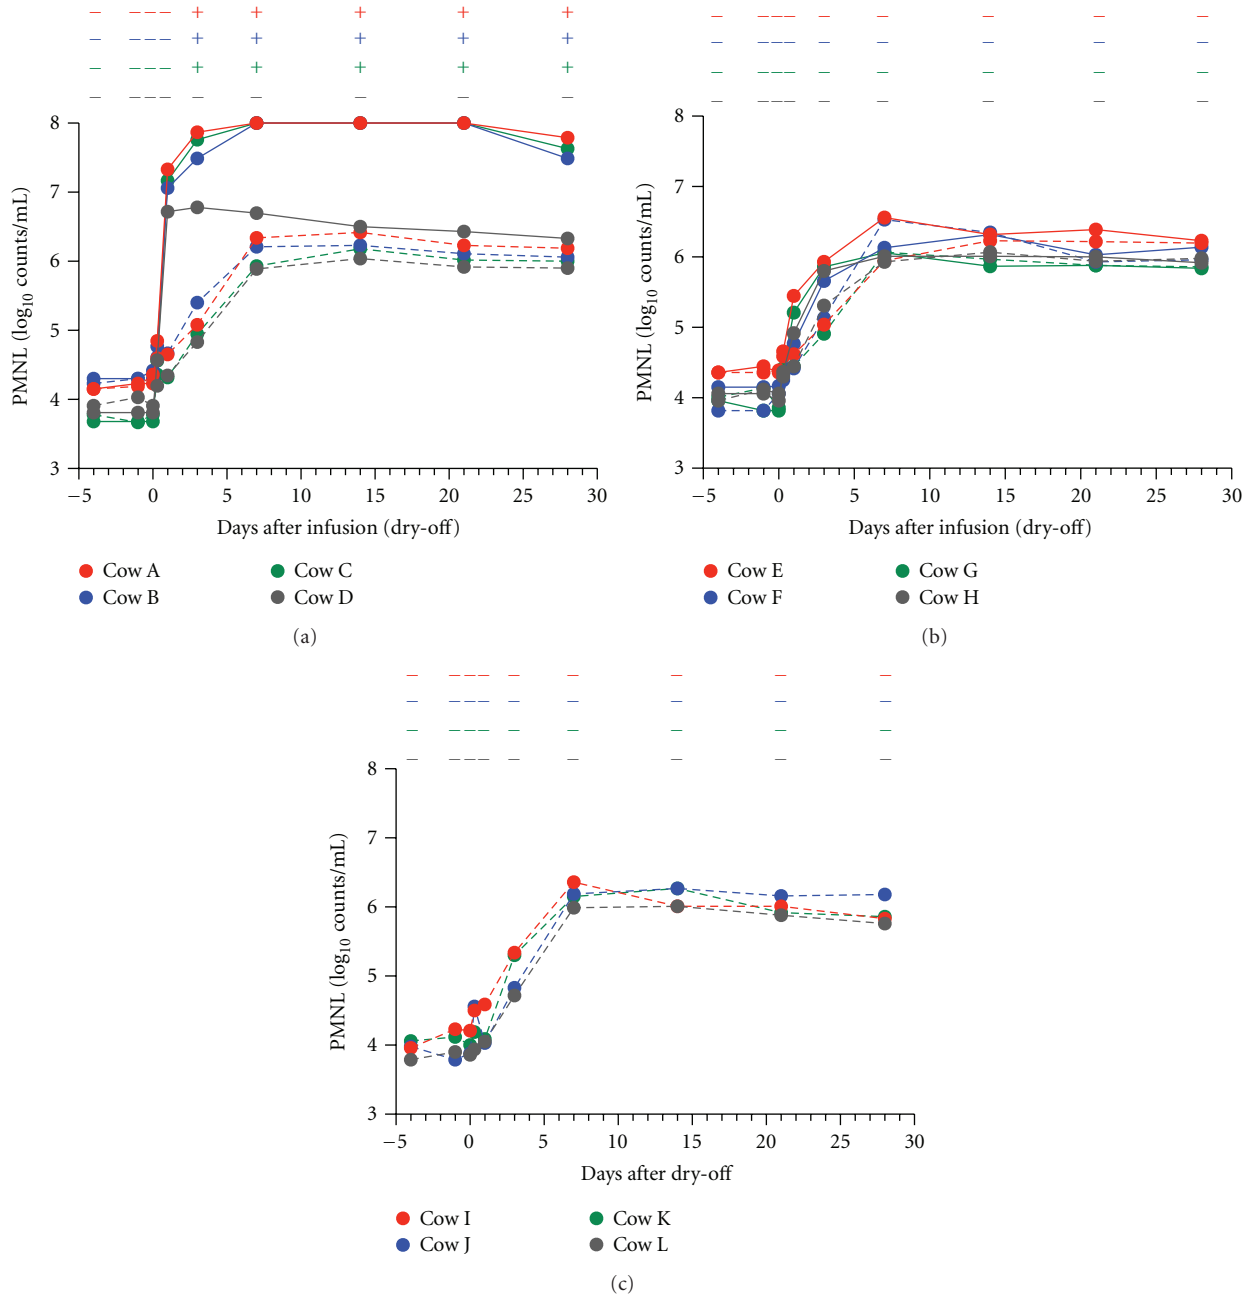 − − − − + + + + +
− − − − + + + + +
− − − − + + + + +
− − − − − − − − −
8
7
6
5
4
3
PMNL (log10 counts/mL)
−5 0 5 10 15 20 25 30
Days after infusion (dry-off)
Cow A Cow C
Cow B Cow D
(a)
− − − − − − − − −
− − − − − − − − −
− − − − − − − − −
− − − − − − − − −
8
7
6
5
4
3
PMNL (log10 counts/mL)
−5 0 5 10 15 20 25 30
Days after infusion (dry-off)
Cow E Cow G
Cow F Cow H
(b)
− − − − − − − − −
− − − − − − − − −
− − − − − − − − −
− − − − − − − − −
8
7
6
5
4
3
PMNL (log10 counts/mL)
−5 0 5 10 15 20 25 30
Days after dry-off
Cow I Cow K
Cow J Cow L
(c)